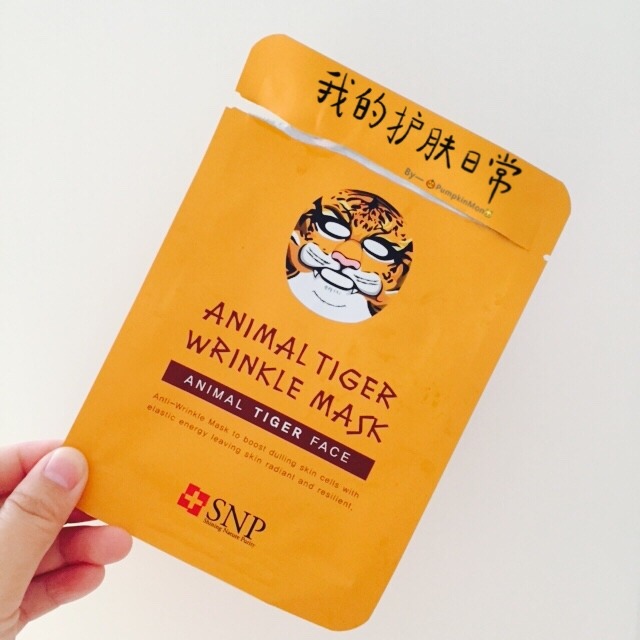 我的护肤日常
By— PumpkinMon
ANIMAL TIGER
WRINKLE MASK
ANIMAL TIGER FACE
Anti-Wrinkle Mask to boost dulling skin cells with
elastic energy leaving skin radiant and resilient.
SNP
Shining Nature Purity